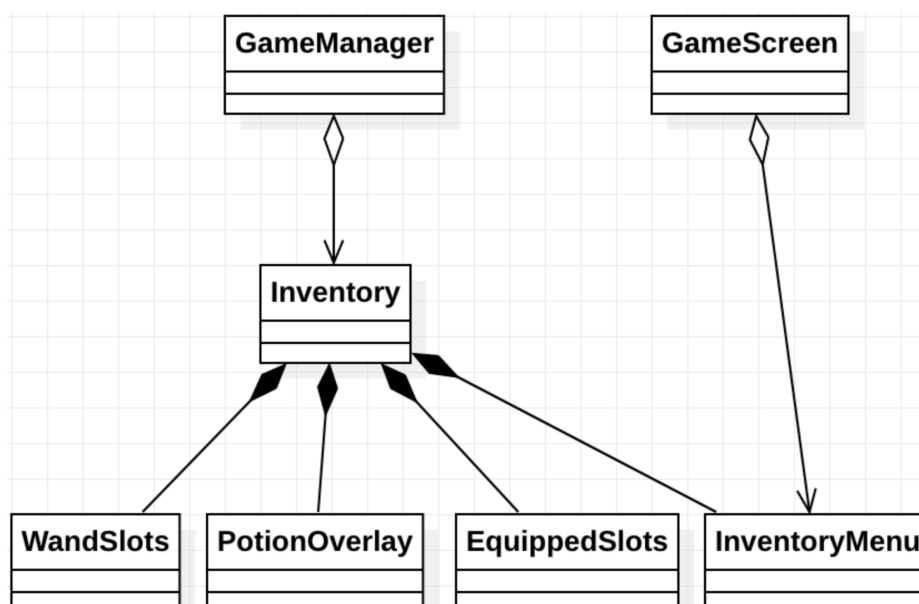 GameManager
GameScreen
Inventory
WandSlots
PotionOverlay
EquippedSlots
InventoryMenu